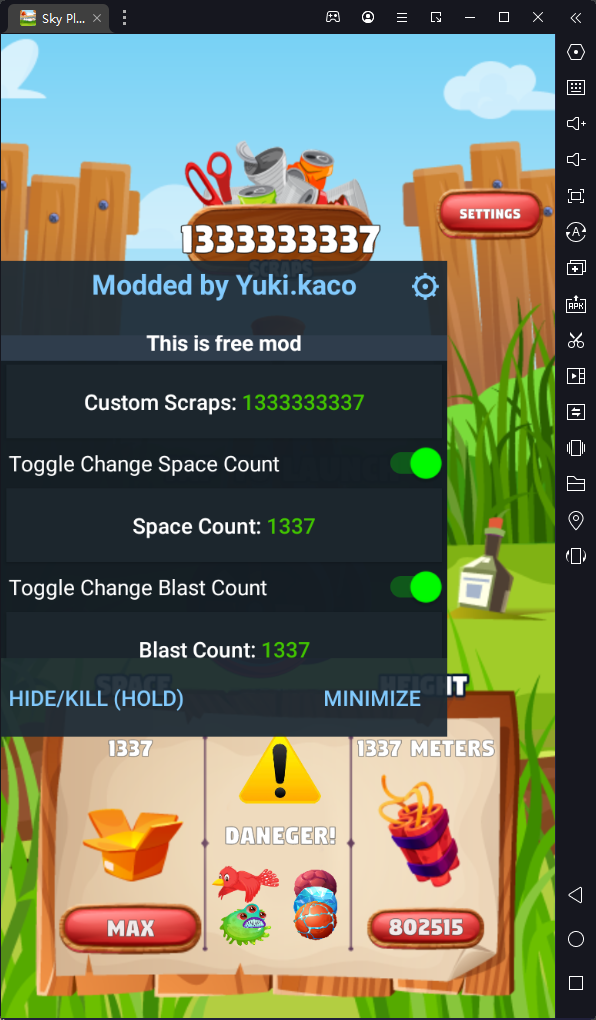 Sky Pl...
1333333337
SCRAPS
SETTINGS
Modded by Yuki.kaco
This is free mod
Custom Scraps: 1333333337
Toggle Change Space Count
Space Count: 1337
Toggle Change Blast Count
Blast Count: 1337
SPACE
HEIGHT
HIDE/KILL (HOLD)
MINIMIZE
1337
1337 METERS
DANEGER!
MAX
802515
A
APK